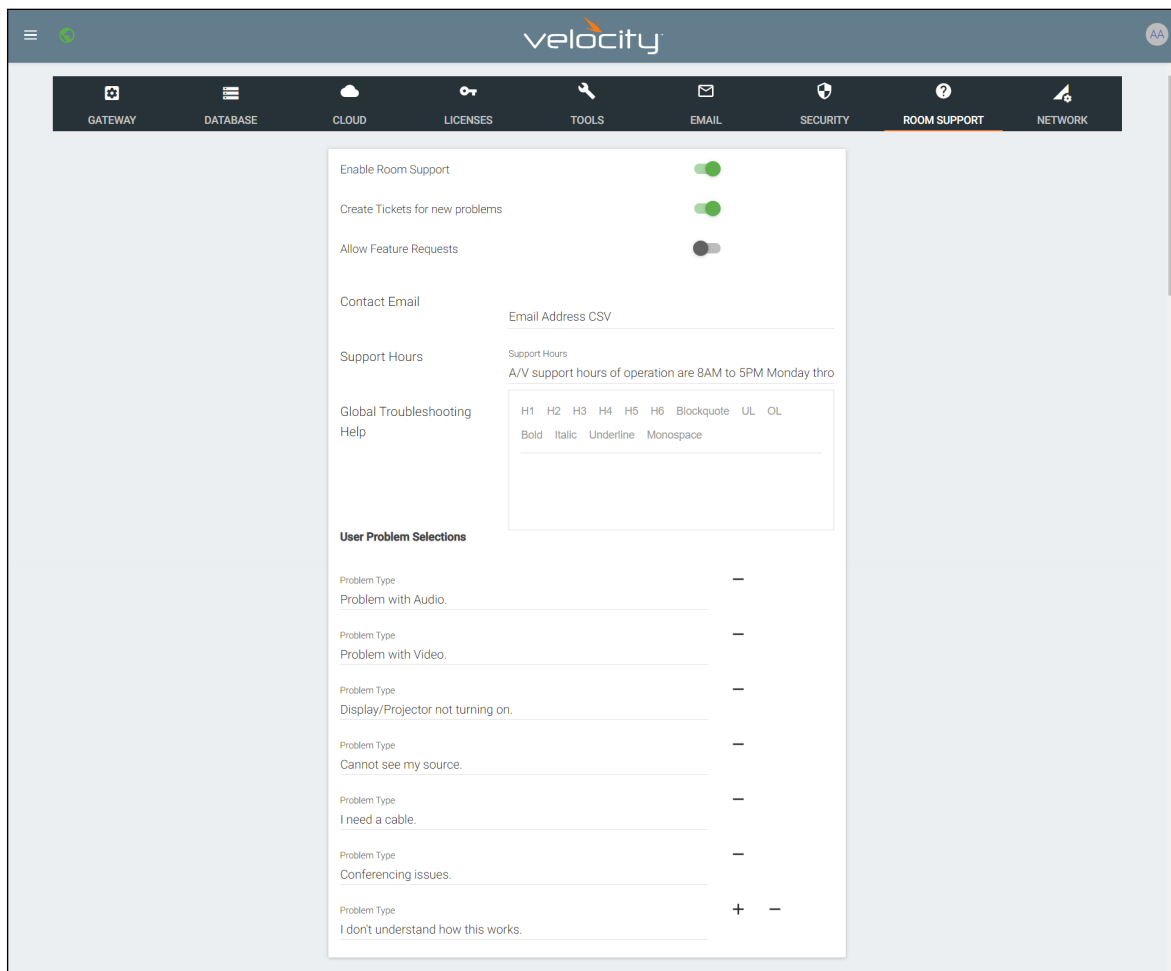 velocity
AA
GATEWAY DATABASE CLOUD LICENSES TOOLS EMAIL SECURITY ROOM SUPPORT NETWORK
Enable Room Support
Create Tickets for new problems
Allow Feature Requests
Contact Email
Email Address CSV
Support Hours
Support Hours
A/V support hours of operation are 8AM to 5PM Monday thro
Global Troubleshooting
Help
H1 H2 H3 H4 H5 H6 Blockquote UL OL
Bold Italic Underline Monospace
User Problem Selections
Problem Type
Problem with Audio.
Problem Type
Problem with Video.
Problem Type
Display/Projector not turning on.
Problem Type
Cannot see my source.
Problem Type
I need a cable.
Problem Type
Conferencing issues.
Problem Type
I don't understand how this works.